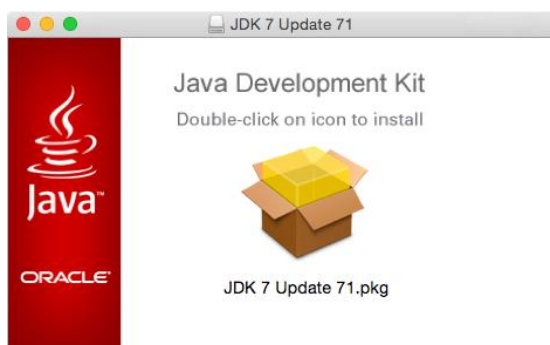 JDK 7 Update 71
Java Development Kit
Double-click on icon to install
Java™
ORACLE®
JDK 7 Update 71.pkg